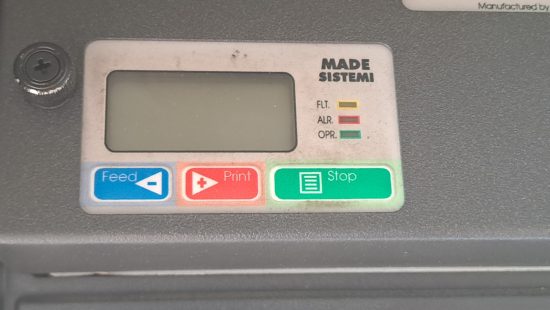 Manufactured by
MADE
SISTEMI
FLT.
ALR.
OPR.
Feed
Print
Stop